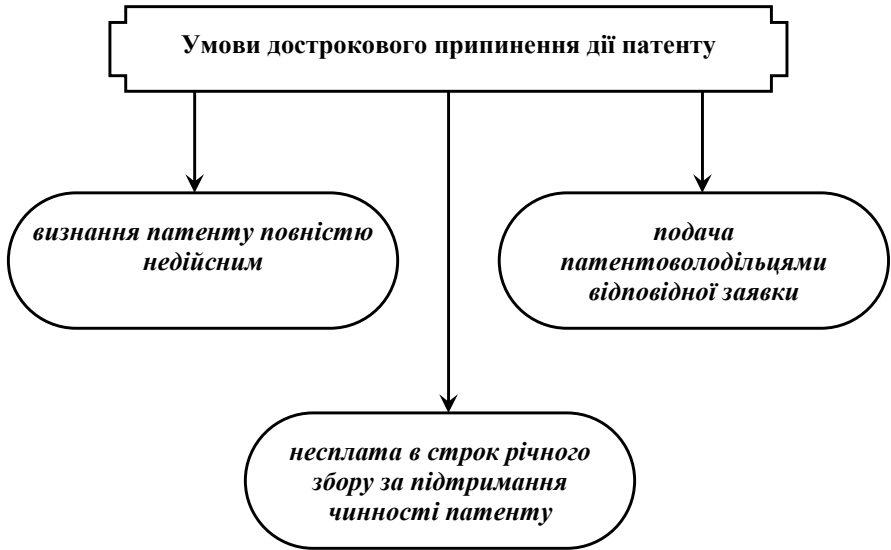 Умови дострокового припинення дії патенту
визнання патенту повністю
недійсним
подача
патентоволодільцями
відповідної заявки
несплата в строк річного
збору за підтримання
чинності патенту